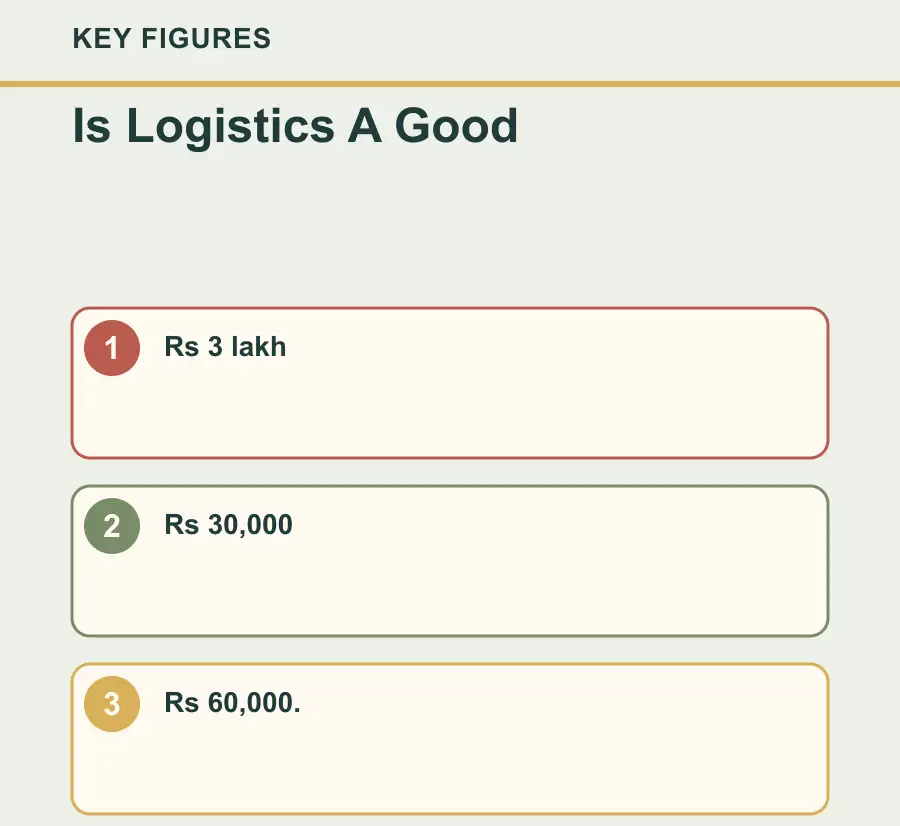 KEY FIGURES
Is Logistics A Good
1 Rs 3 lakh
2 Rs 30,000
3 Rs 60,000.